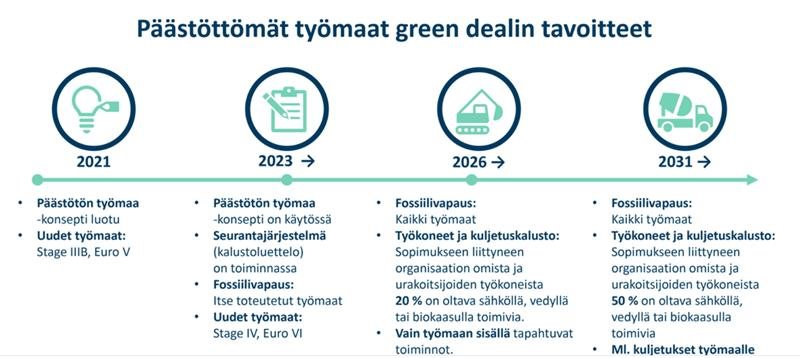 Päästöttömät työmaat green dealin tavoitteet
2021
2023 →
2026 →
2031 →
• Päästötön työmaa
-konsepti luotu
• Uudet työmaat:
Stage IIIB, Euro V
• Päästötön työmaa
-konsepti on käytössä
• Seurantajärjestelmä
(kalustoluettelo)
on toiminnassa
• Fossiilivapaus:
Itse toteutetut työmaat
• Uudet työmaat:
Stage IV, Euro VI
• Fossiilivapaus:
Kaikki työmaat
• Työkoneet ja kuljetuskalusto:
Sopimukseen liittyneen
organisaation omista ja
urakoitsijoiden työkoneista
20 % on oltava sähköllä, vedyllä
tai biokaasulla toimivia.
• Vain työmaan sisällä tapahtuvat
toiminnot.
• Fossiilivapaus:
Kaikki työmaat
• Työkoneet ja kuljetuskalusto:
Sopimukseen liittyneen
organisaation omista ja
urakoitsijoiden työkoneista
50 % on oltava sähköllä,
vedyllä tai biokaasulla
toimivia
• Ml. kuljetukset työmaalle